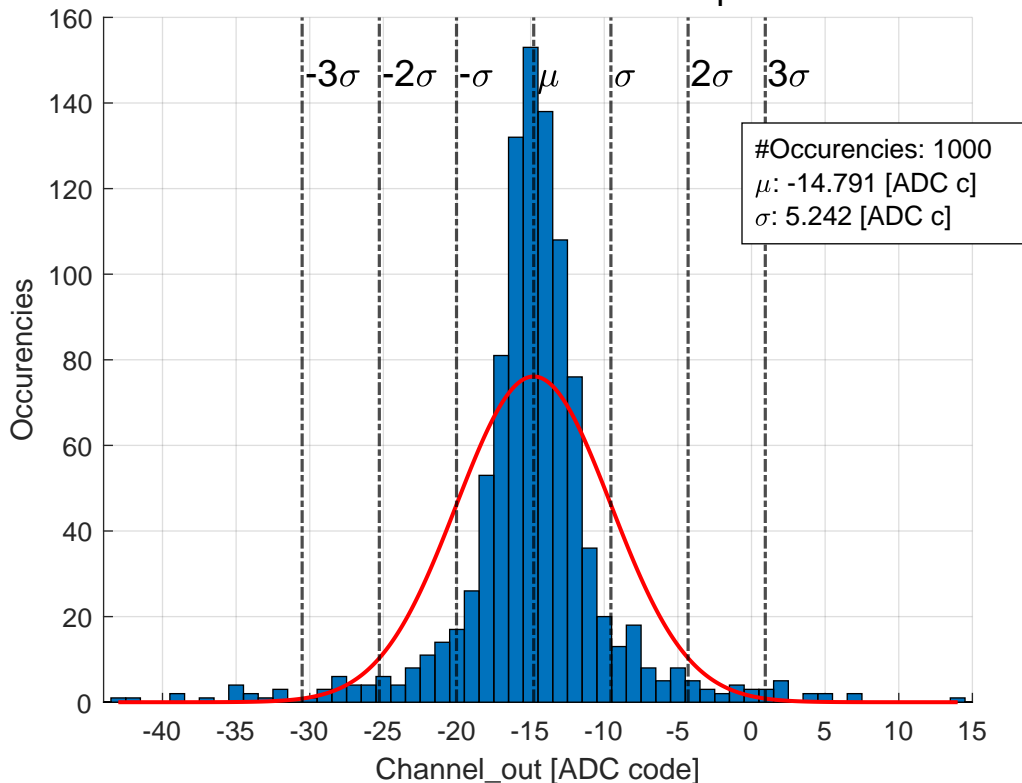 160
140
120
100
80
60
40
20
0
Occurencies
-3σ -2σ -σ μ σ 2σ 3σ
#Occurencies: 1000
μ: -14.791 [ADC c]
σ: 5.242 [ADC c]
-40 -35 -30 -25 -20 -15 -10 -5 0 5 10 15
Channel_out [ADC code]